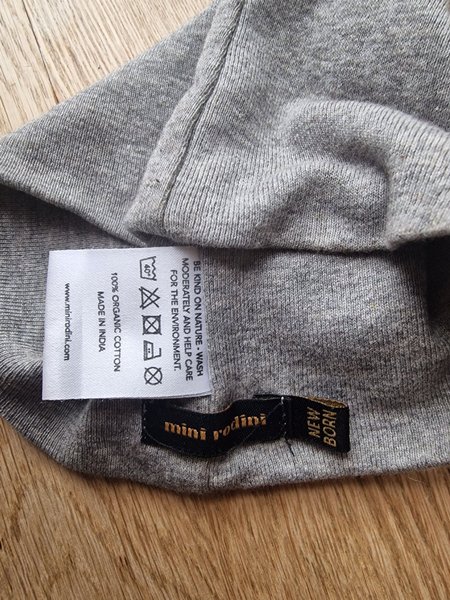 BE KIND ON NATURE - WASH
MODERATELY AND HELP CARE
FOR THE ENVIRONMENT.
40°
100% ORGANIC COTTON
MADE IN INDIA
www.minirodini.com
mini rodini
NEW
BORN